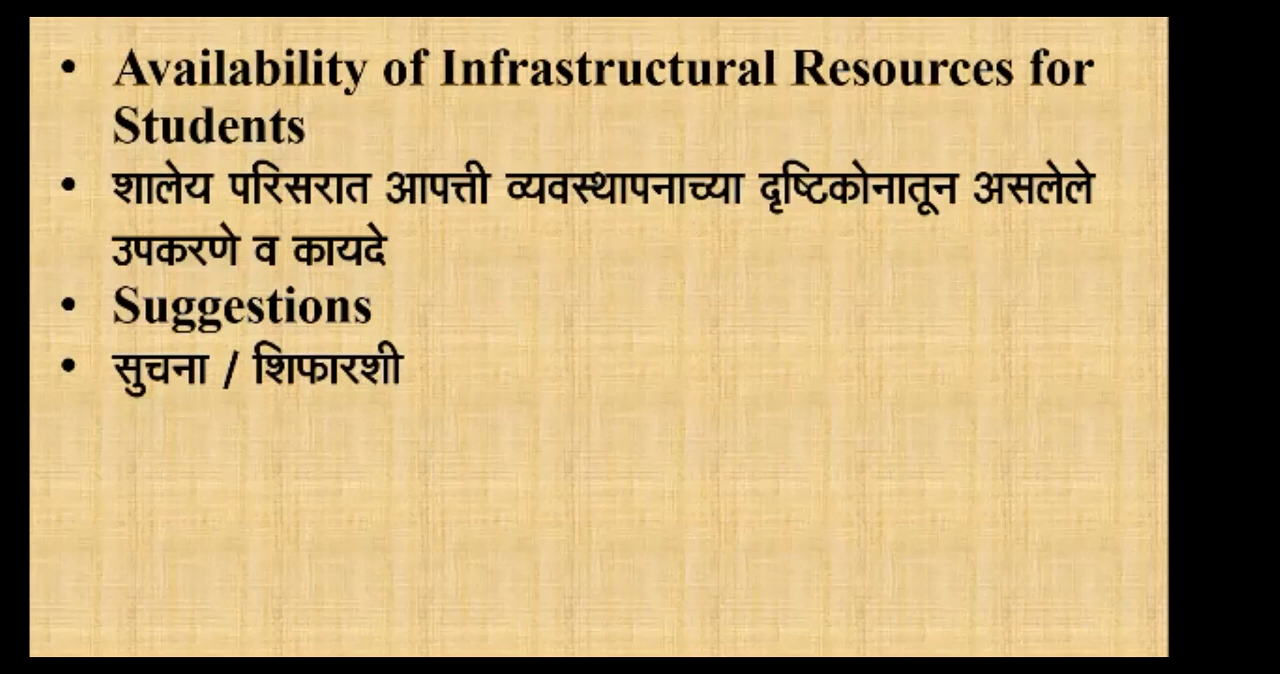 • Availability of Infrastructural Resources for
Students
• शालेय परिसरात आपत्ती व्यवस्थापनाच्या दृष्टिकोनातून असलेले
उपकरणे व कायदे
• Suggestions
• सुचना / शिफारशी